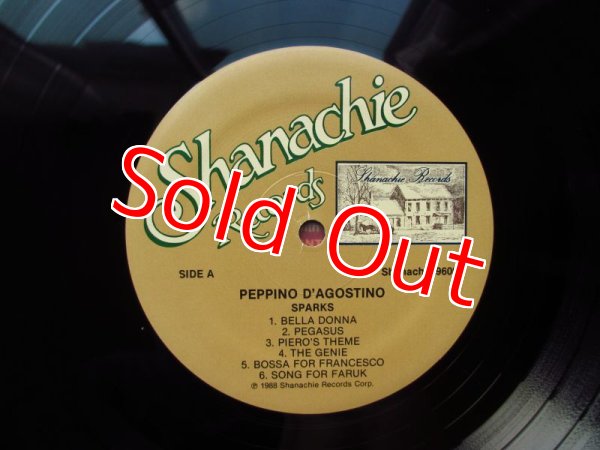 Shanachie
Records
Shanachie Records
Sold Out
SIDE A
PEPPINO D'AGOSTINO
SPARKS
1. BELLA DONNA
2. PEGASUS
3. PIERO'S THEME
4. THE GENIE
5. BOSSA FOR FRANCESCO
6. SONG FOR FARUK
℗ 1988 Shanachie Records Corp.